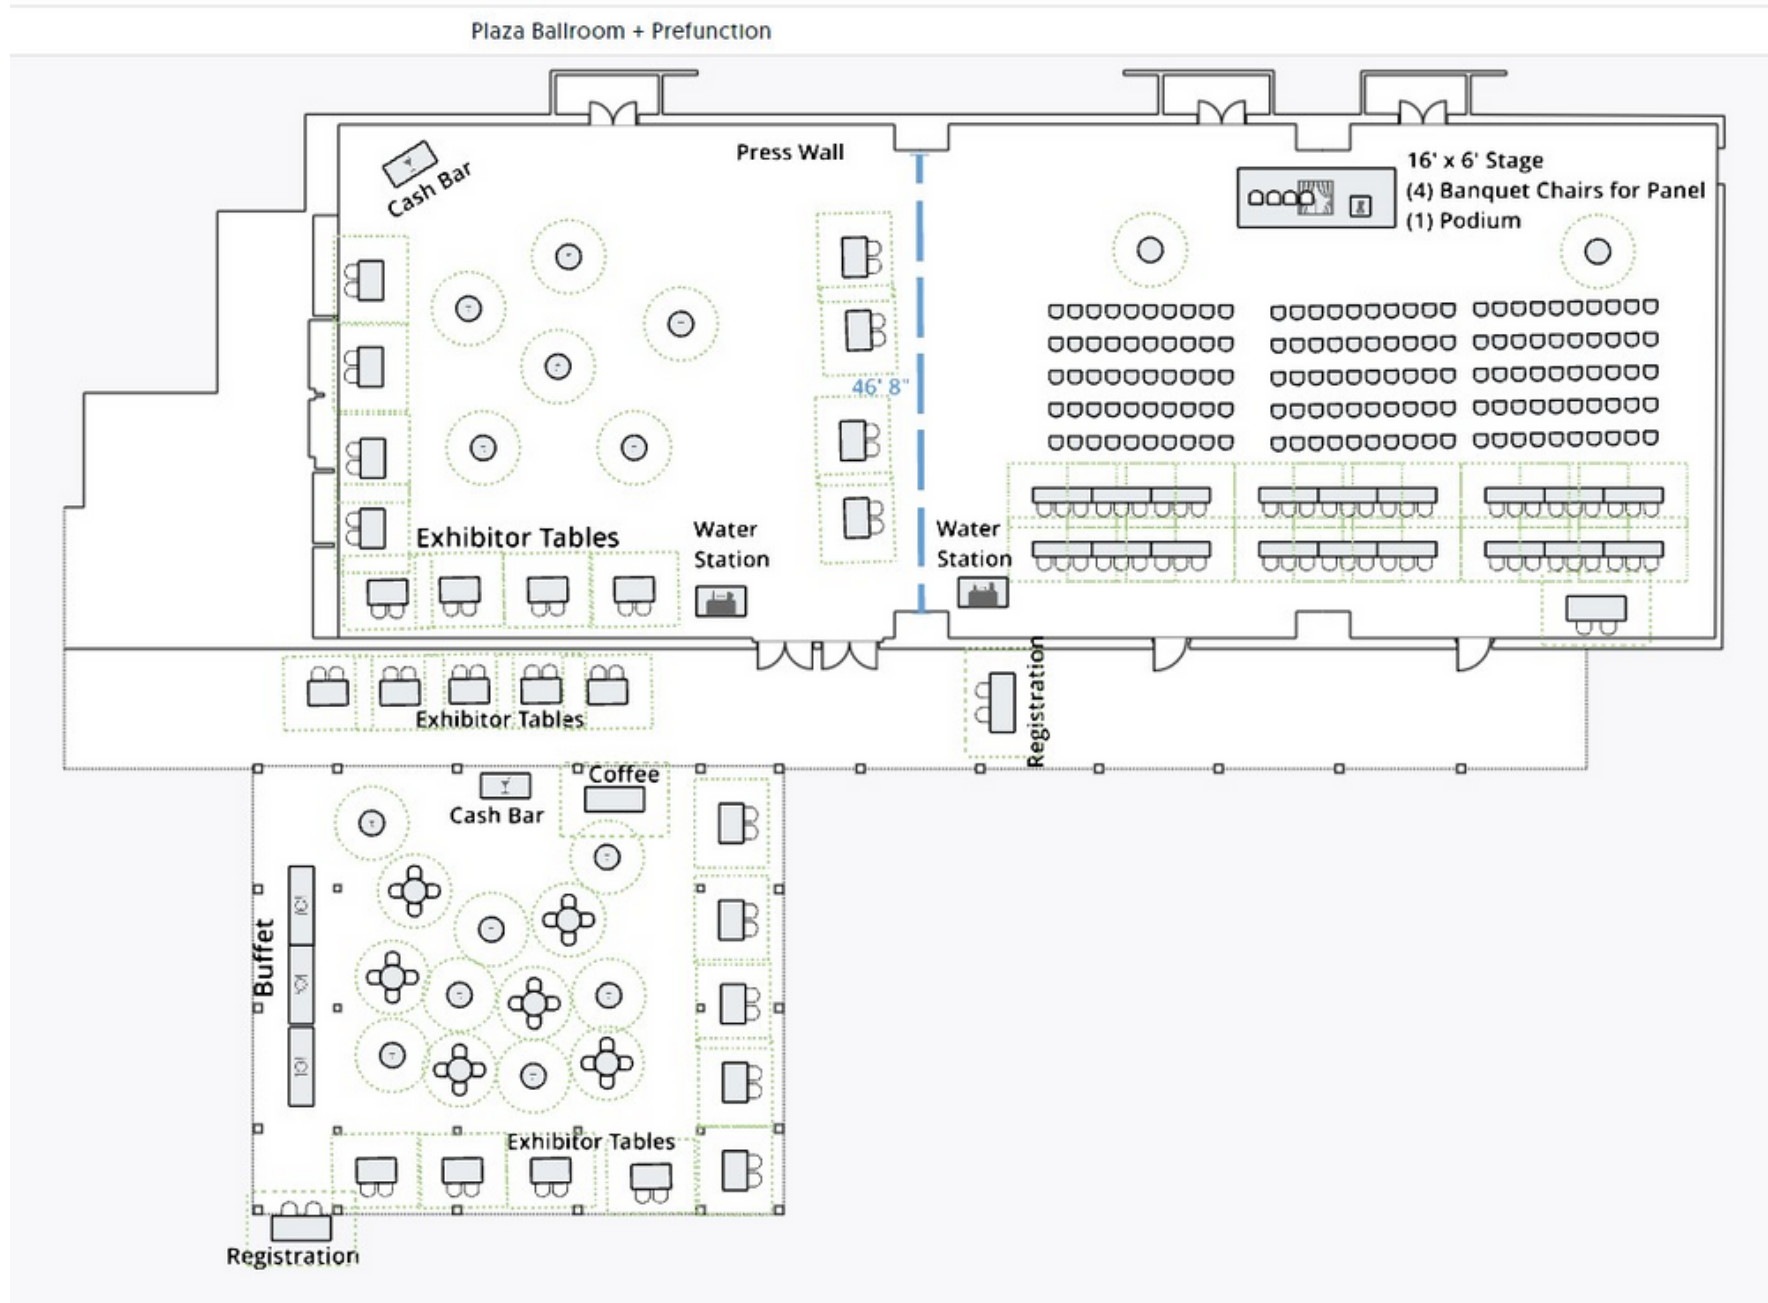 Plaza Ballroom + Prefunction
Press Wall
Cash Bar
16' x 6' Stage
(4) Banquet Chairs for Panel
(1) Podium
46' 8"
Exhibitor Tables
Water
Station
Water
Station
Exhibitor Tables
Registration
Coffee
Cash Bar
Buffet
Exhibitor Tables
Registration